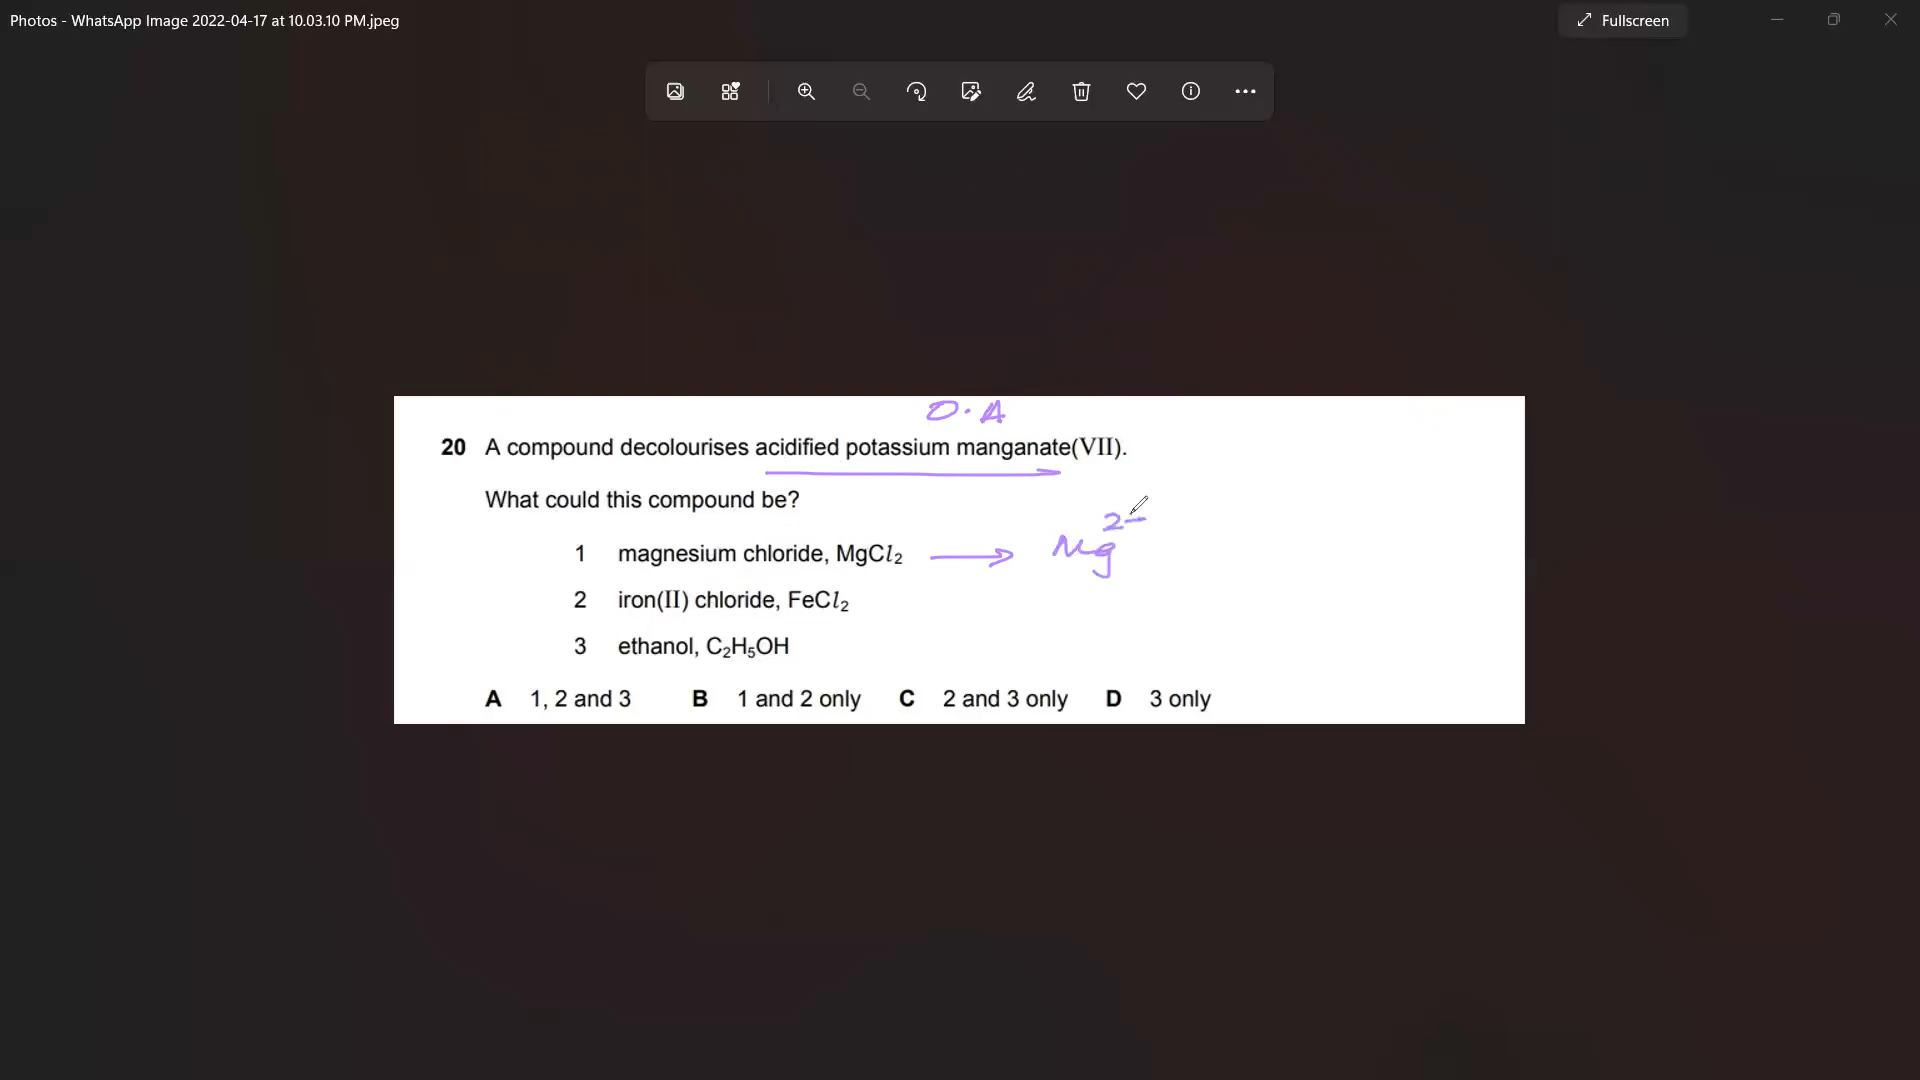 Photos - WhatsApp Image 2022-04-17 at 10.03.10 PM.jpeg
Fullscreen
O.A
20 A compound decolourises acidified potassium manganate(VII).
What could this compound be?
1 magnesium chloride, MgCl₂ → Mg²⁻
2 iron(II) chloride, FeCl₂
3 ethanol, C₂H₅OH
A 1, 2 and 3 B 1 and 2 only C 2 and 3 only D 3 only